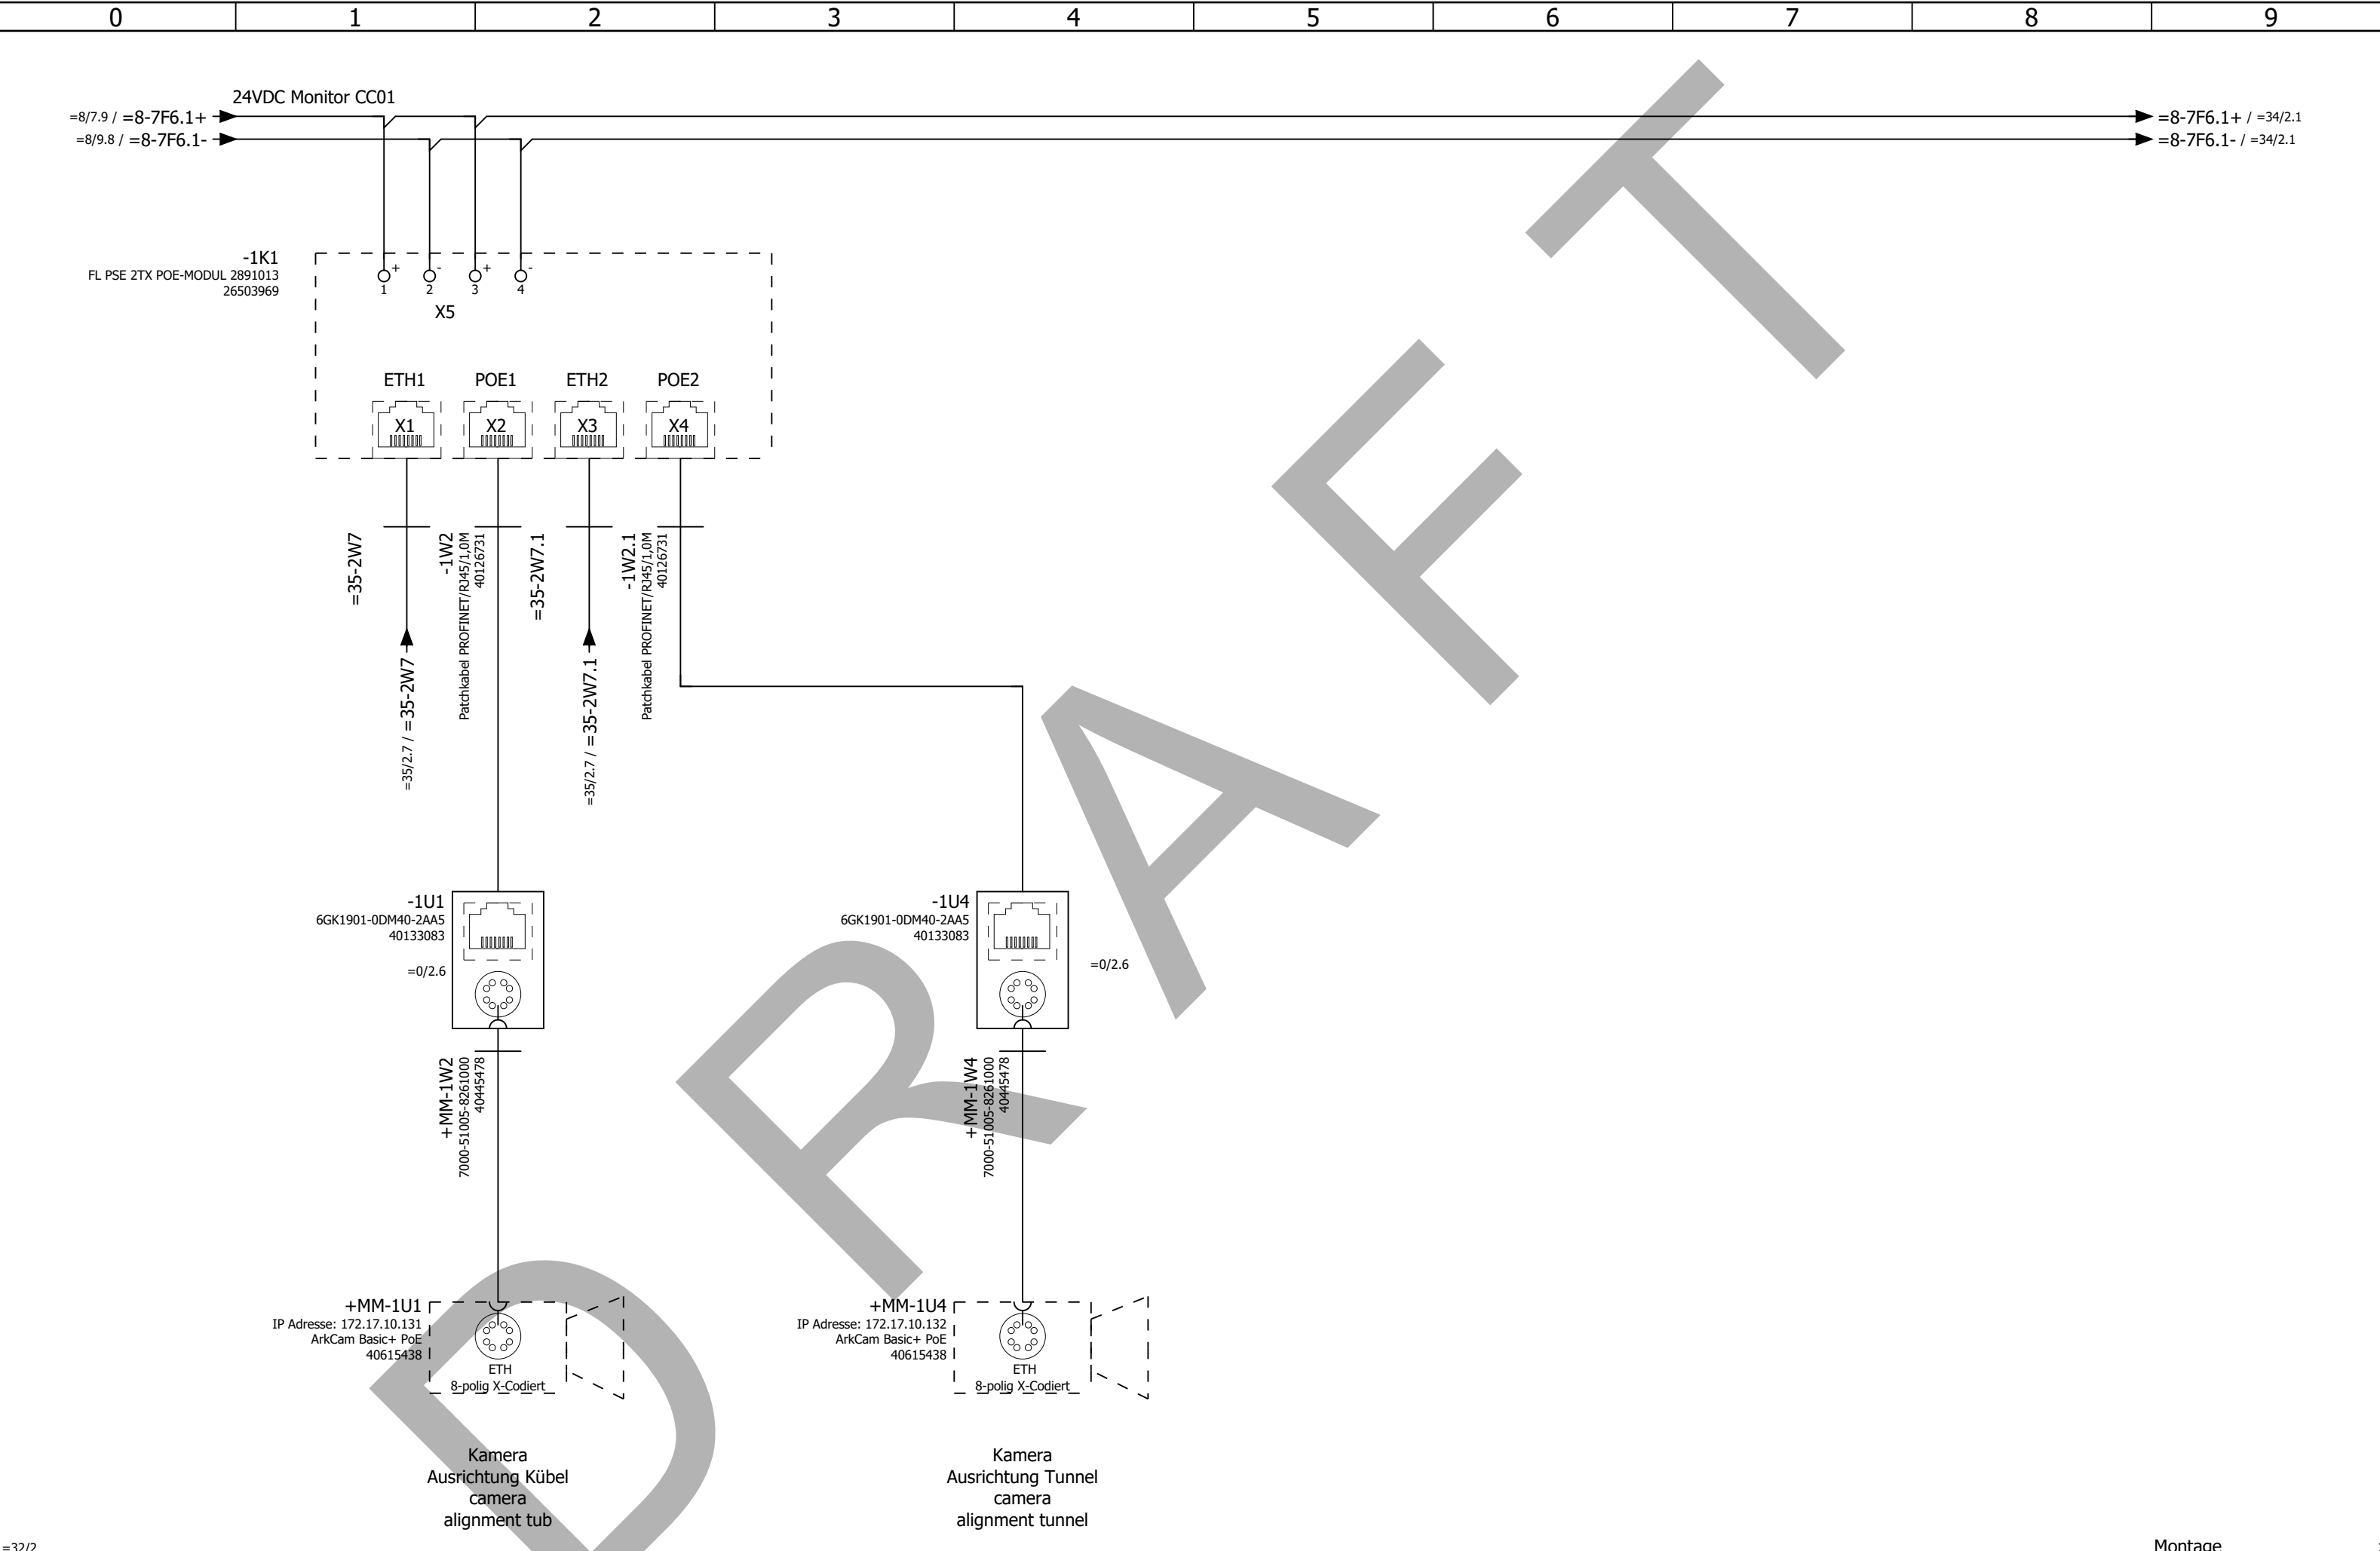 0 1 2 3 4 5 6 7 8 9
24VDC Monitor CC01
=8/7.9 / =8-7F6.1+
=8-7F6.1+ / =34/2.1
=8/9.8 / =8-7F6.1-
=8-7F6.1- / =34/2.1
-1K1
FL PSE 2TX POE-MODUL 2891013
26503969
+ - + -
1 2 3 4
X5
ETH1 POE1 ETH2 POE2
X1 X2 X3 X4
=35-2W7
=35/2.7 / =35-2W7
-1W2
Patchkabel PROFINET/RJ45/1,0M
40126731
=35-2W7.1
=35/2.7 / =35-2W7.1
-1W2.1
Patchkabel PROFINET/RJ45/1,0M
40126731
-1U1
6GK1901-0DM40-2AA5
40133083
=0/2.6
-1U4
6GK1901-0DM40-2AA5
40133083
=0/2.6
+MM-1W2
7000-51005-8261000
40445478
+MM-1W4
7000-51005-8261000
40445478
+MM-1U1
IP Adresse: 172.17.10.131
ArkCam Basic+ PoE
40615438
ETH
8-polig X-Codiert
+MM-1U4
IP Adresse: 172.17.10.132
ArkCam Basic+ PoE
40615438
ETH
8-polig X-Codiert
Kamera
Ausrichtung Kübel
camera
alignment tub
Kamera
Ausrichtung Tunnel
camera
alignment tunnel
DRAFT
=32/2
Montage